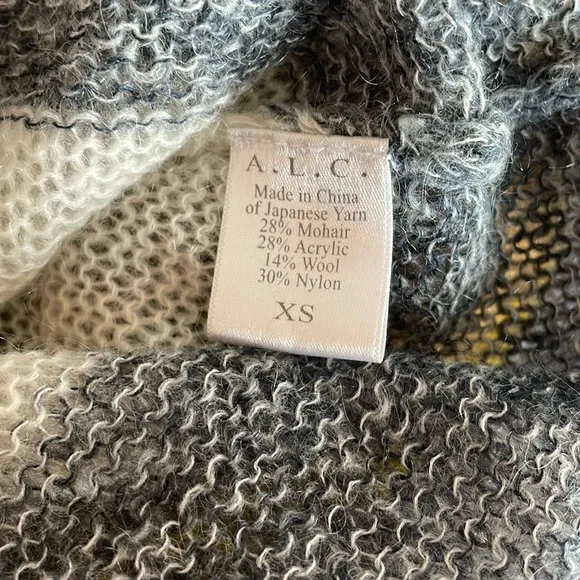 A.L.C.
Made in China
of Japanese Yarn
28% Mohair
28% Acrylic
14% Wool
30% Nylon
XS